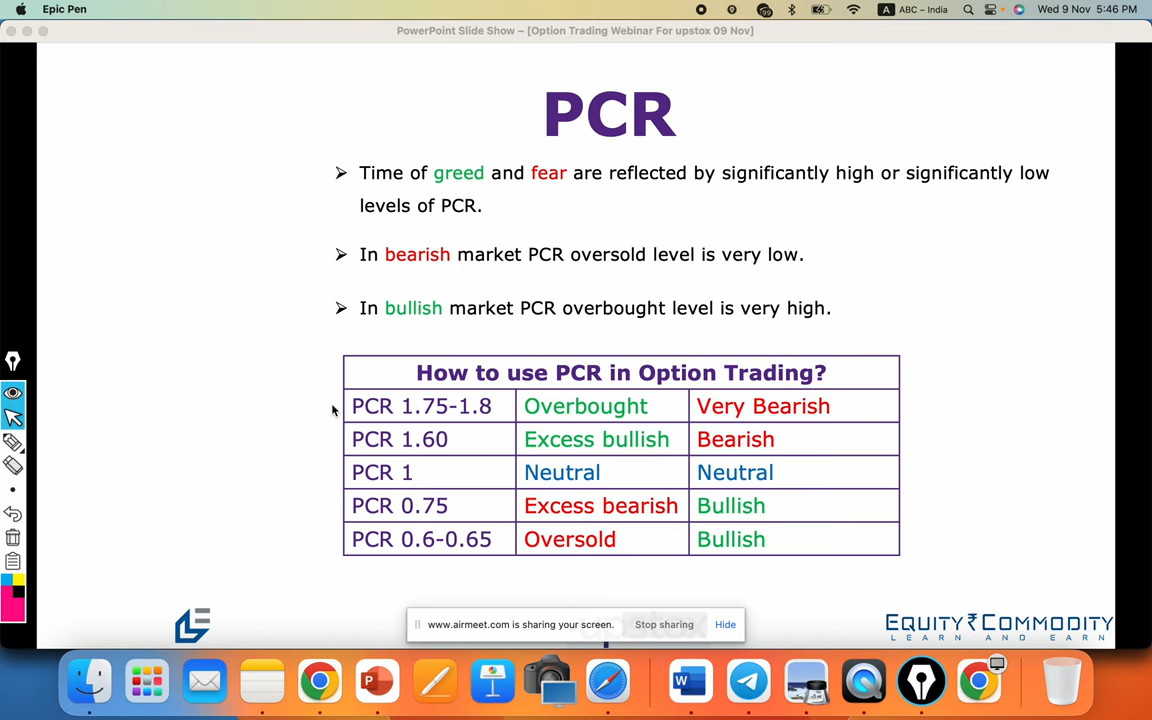 Epic Pen
99
A
ABC – India
Wed 9 Nov 5:46 PM
PowerPoint Slide Show – [Option Trading Webinar For upstox 09 Nov]
PCR
➢ Time of greed and fear are reflected by significantly high or significantly low
levels of PCR.
➢ In bearish market PCR oversold level is very low.
➢ In bullish market PCR overbought level is very high.
How to use PCR in Option Trading?
PCR 1.75-1.8 Overbought Very Bearish
PCR 1.60 Excess bullish Bearish
PCR 1 Neutral Neutral
PCR 0.75 Excess bearish Bullish
PCR 0.6-0.65 Oversold Bullish
www.airmeet.com is sharing your screen. Stop sharing Hide
EQUITY₹COMMODITY
LEARN AND EARN
P
W